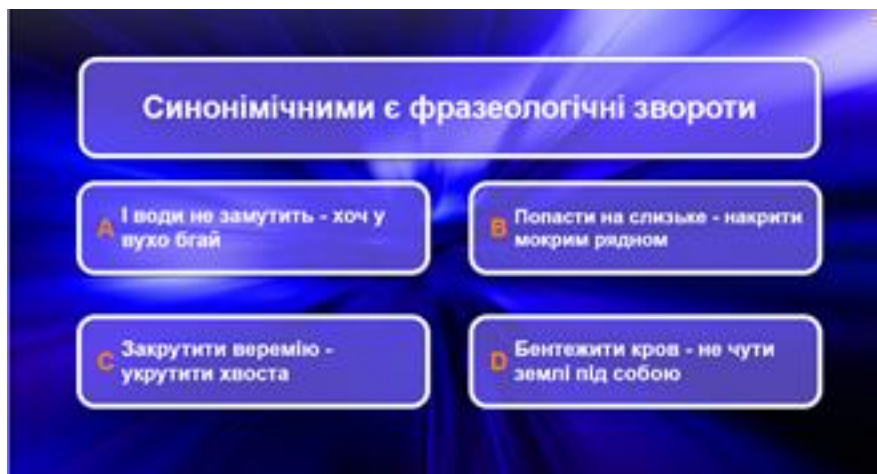 Синонімічними є фразеологічні звороти
A І води не замутить - хоч у
вухо бгай
B Попасти на слизьке - накрити
мокрим рядном
C Закрутити веремію -
укрутити хвоста
D Бентежити кров - не чути
землі під собою